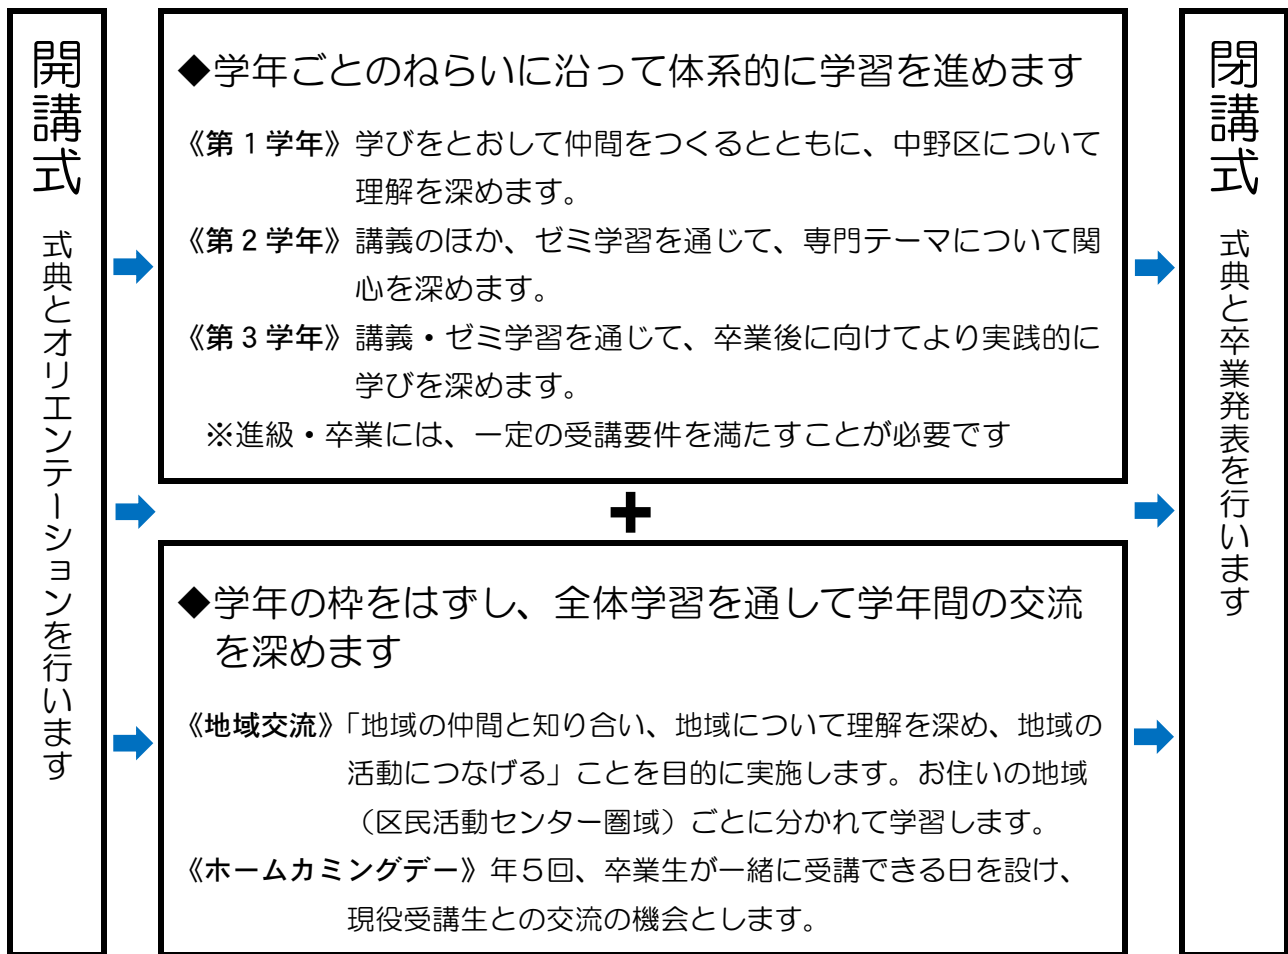 開講式 式典とオリエンテーションを行います
◆学年ごとのねらいに沿って体系的に学習を進めます
《第1学年》学びをとおして仲間をつくるとともに、中野区について
理解を深めます。
《第2学年》講義のほか、ゼミ学習を通じて、専門テーマについて関
心を深めます。
《第3学年》講義・ゼミ学習を通じて、卒業後に向けてより実践的に
学びを深めます。
※進級・卒業には、一定の受講要件を満たすことが必要です
+
◆学年の枠をはずし、全体学習を通して学年間の交流
を深めます
《地域交流》「地域の仲間と知り合い、地域について理解を深め、地域の
活動につなげる」ことを目的に実施します。お住いの地域
（区民活動センター圏域）ごとに分かれて学習します。
《ホームカミングデー》年５回、卒業生が一緒に受講できる日を設け、
現役受講生との交流の機会とします。
閉講式 式典と卒業発表を行います